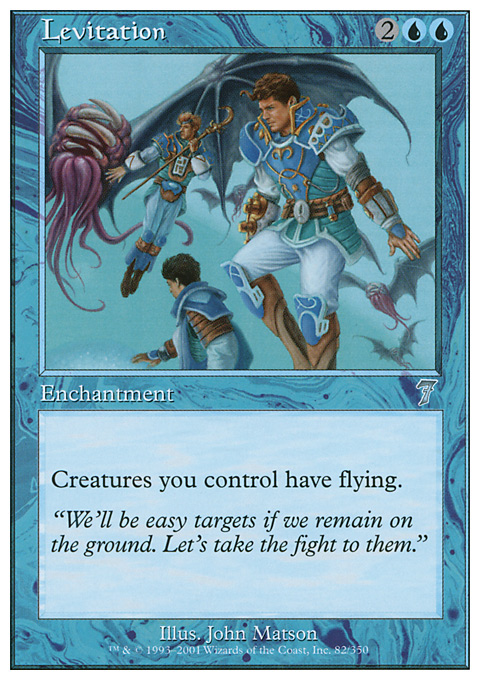 Levitation 2
Enchantment
Creatures you control have flying.
“We’ll be easy targets if we remain on
the ground. Let’s take the fight to them.”
Illus. John Matson
™ & © 1993–2001 Wizards of the Coast, Inc. 82/350